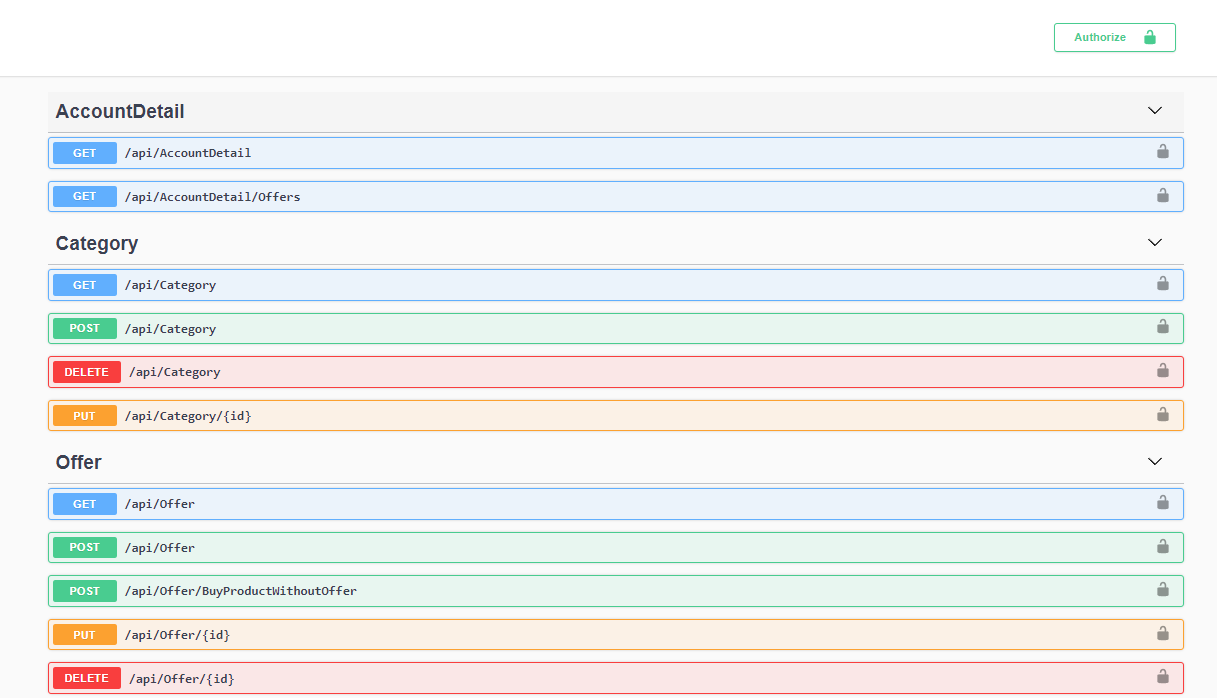 Authorize
AccountDetail
GET /api/AccountDetail
GET /api/AccountDetail/Offers
Category
GET /api/Category
POST /api/Category
DELETE /api/Category
PUT /api/Category/{id}
Offer
GET /api/Offer
POST /api/Offer
POST /api/Offer/BuyProductWithoutOffer
PUT /api/Offer/{id}
DELETE /api/Offer/{id}